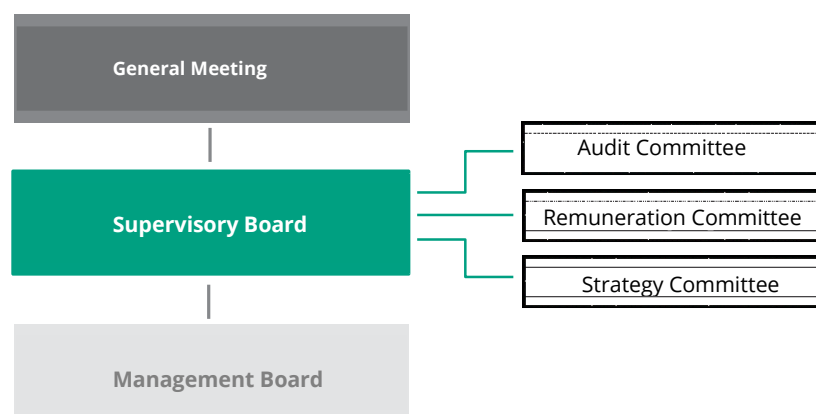 General Meeting
Audit Committee
Supervisory Board
Remuneration Committee
Strategy Committee
Management Board